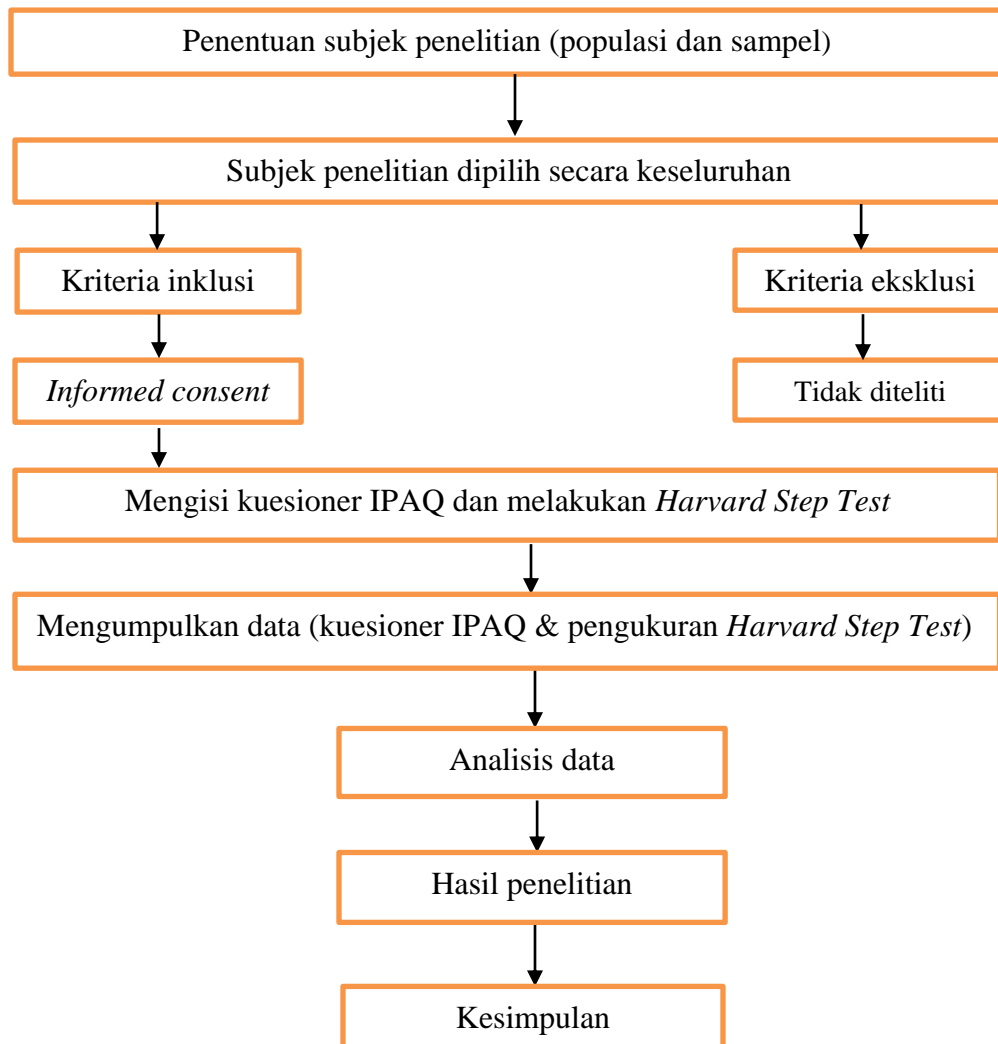 Penentuan subjek penelitian (populasi dan sampel)
Subjek penelitian dipilih secara keseluruhan
Kriteria inklusi
Kriteria eksklusi
Informed consent
Tidak diteliti
Mengisi kuesioner IPAQ dan melakukan Harvard Step Test
Mengumpulkan data (kuesioner IPAQ & pengukuran Harvard Step Test)
Analisis data
Hasil penelitian
Kesimpulan